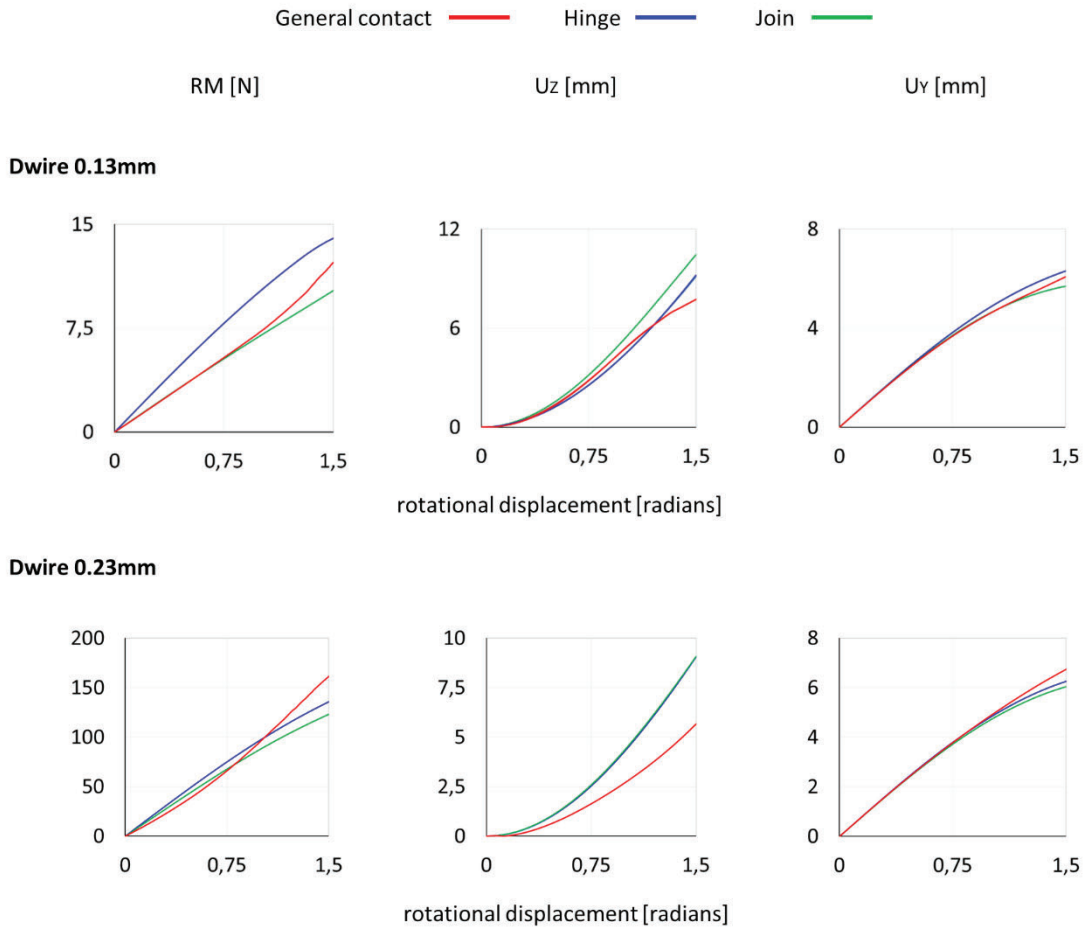 General contact Hinge Join
RM [N] Uz [mm] UY [mm]
Dwire 0.13mm
15 12 8
7,5 6 4
0 0 0
0 0,75 1,5 0 0,75 1,5 0 0,75 1,5
rotational displacement [radians]
Dwire 0.23mm
200 10 8
150 7,5 6
100 5 4
50 2,5 2
0 0 0
0 0,75 1,5 0 0,75 1,5 0 0,75 1,5
rotational displacement [radians]